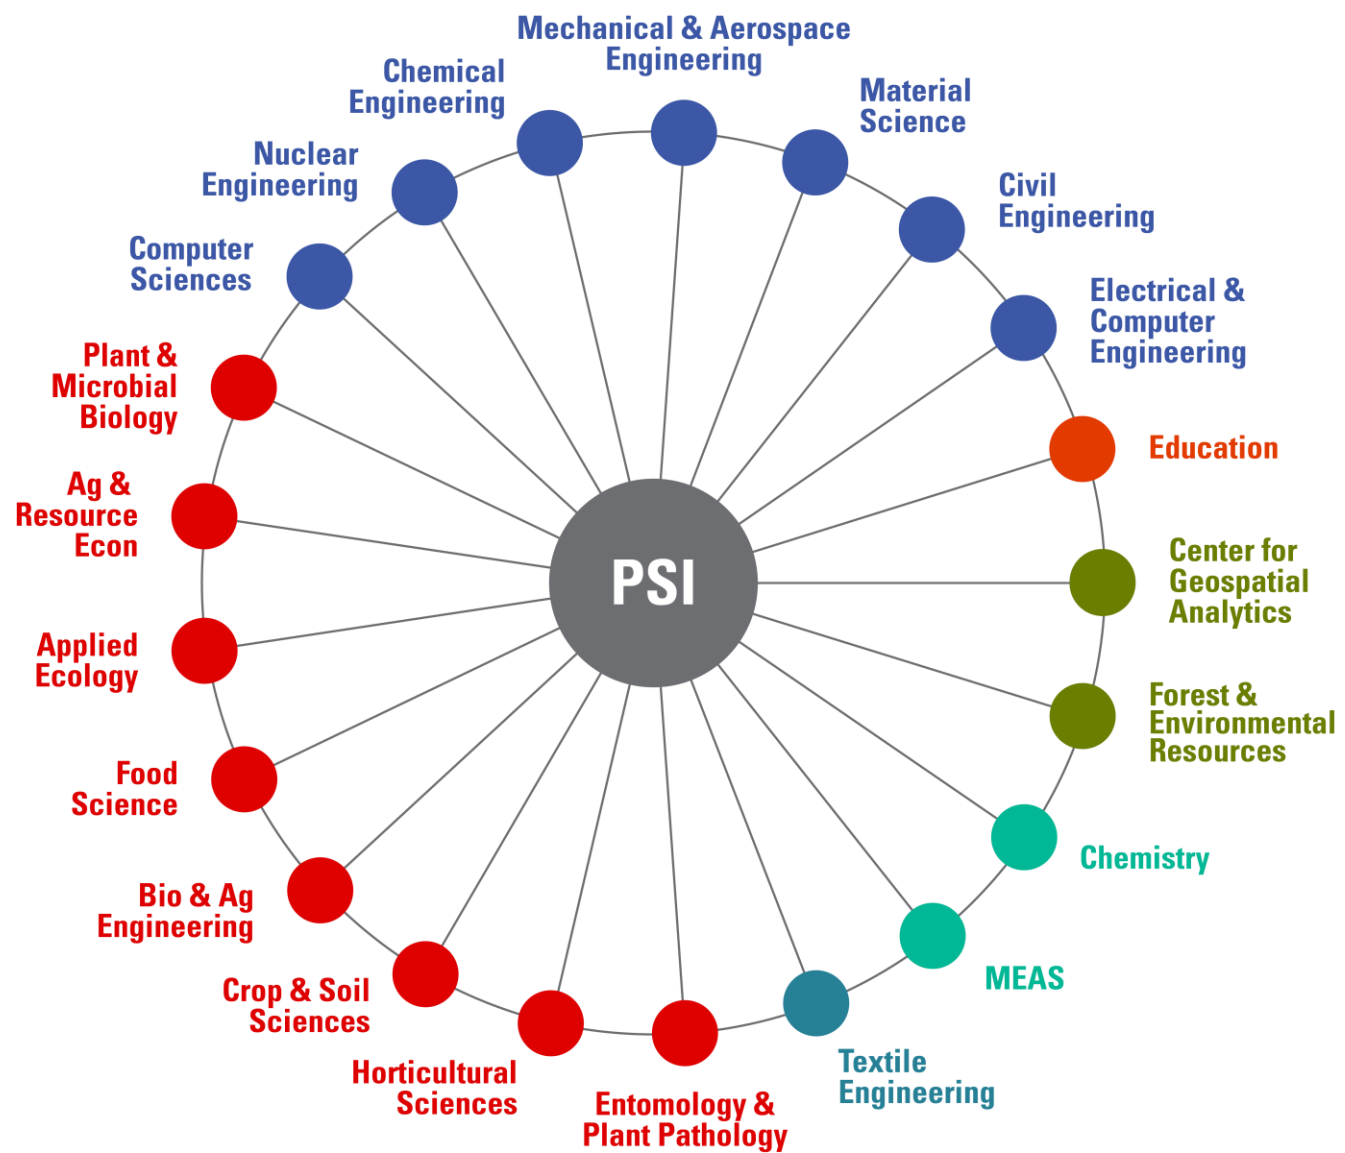 Mechanical & Aerospace
Engineering
Chemical
Engineering
Material
Science
Nuclear
Engineering
Civil
Engineering
Computer
Sciences
Electrical &
Computer
Engineering
Plant &
Microbial
Biology
Education
Ag &
Resource
Econ
Center for
Geospatial
Analytics
PSI
Applied
Ecology
Forest &
Environmental
Resources
Food
Science
Chemistry
Bio & Ag
Engineering
MEAS
Crop & Soil
Sciences
Horticultural
Sciences
Textile
Engineering
Entomology &
Plant Pathology